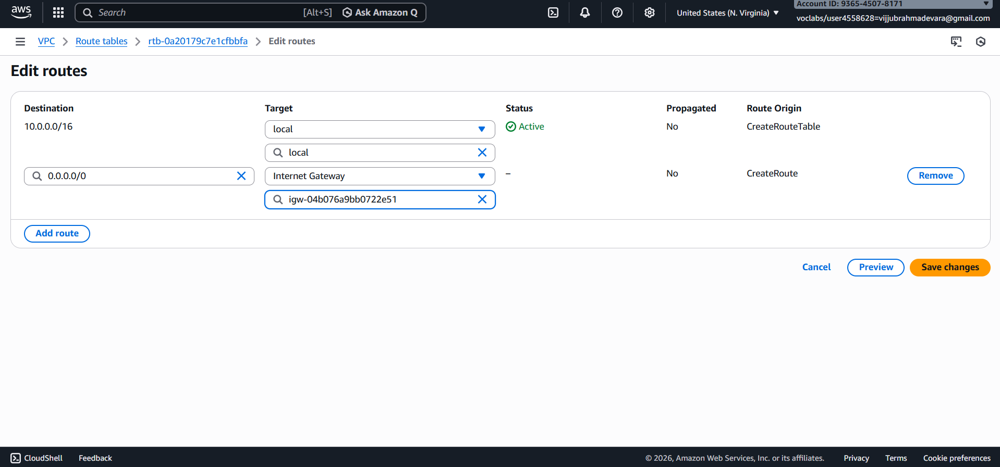 aws
Search [Alt+S] Ask Amazon Q United States (N. Virginia) Account ID: 9365-4507-8171
voclabs/user4558628=vijjubrahmadevara@gmail.com
VPC Route tables rtb-0a20179c7e1cfbbfa Edit routes
Edit routes
Destination Target Status Propagated Route Origin
10.0.0.0/16 local Active No CreateRouteTable
local
0.0.0.0/0 Internet Gateway – No CreateRoute Remove
igw-04b076a9bb0722e51
Add route
Cancel Preview Save changes
CloudShell Feedback © 2026, Amazon Web Services, Inc. or its affiliates. Privacy Terms Cookie preferences